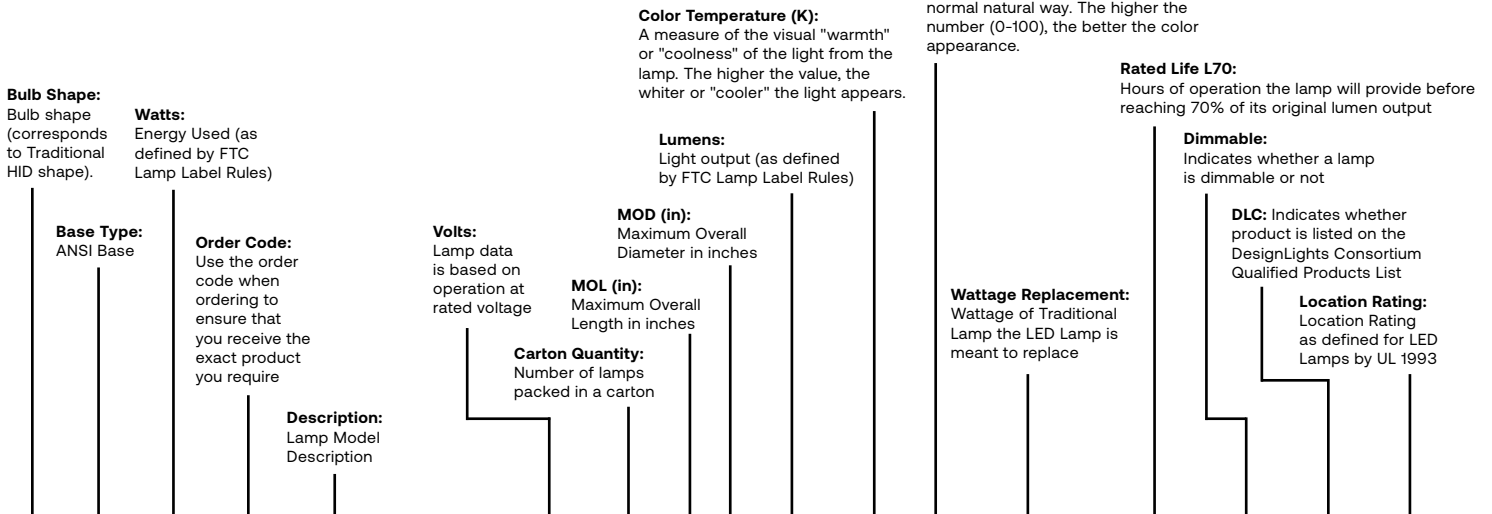 normal natural way. The higher the
number (0-100), the better the color
appearance.
Color Temperature (K):
A measure of the visual "warmth"
or "coolness" of the light from the
lamp. The higher the value, the
whiter or "cooler" the light appears.
Rated Life L70:
Hours of operation the lamp will provide before
reaching 70% of its original lumen output
Bulb Shape:
Bulb shape
(corresponds
to Traditional
HID shape).
Watts:
Energy Used (as
defined by FTC
Lamp Label Rules)
Lumens:
Light output (as defined
by FTC Lamp Label Rules)
Dimmable:
Indicates whether a lamp
is dimmable or not
Base Type:
ANSI Base
Order Code:
Use the order
code when
ordering to
ensure that
you receive the
exact product
you require
Volts:
Lamp data
is based on
operation at
rated voltage
MOD (in):
Maximum Overall
Diameter in inches
DLC: Indicates whether
product is listed on the
DesignLights Consortium
Qualified Products List
MOL (in):
Maximum Overall
Length in inches
Wattage Replacement:
Wattage of Traditional
Lamp the LED Lamp is
meant to replace
Location Rating:
Location Rating
as defined for LED
Lamps by UL 1993
Carton Quantity:
Number of lamps
packed in a carton
Description:
Lamp Model
Description